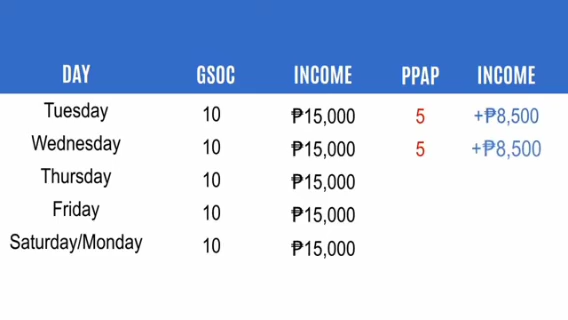 DAY GSOC INCOME PPAP INCOME
Tuesday 10 ₱15,000 5 +₱8,500
Wednesday 10 ₱15,000 5 +₱8,500
Thursday 10 ₱15,000
Friday 10 ₱15,000
Saturday/Monday 10 ₱15,000